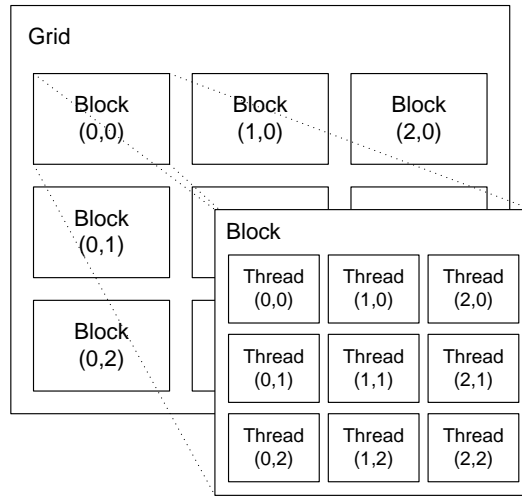 Grid
Block
(0,0)
Block
(1,0)
Block
(2,0)
Block
(0,1)
Block
(0,2)
Block
Thread
(0,0)
Thread
(1,0)
Thread
(2,0)
Thread
(0,1)
Thread
(1,1)
Thread
(2,1)
Thread
(0,2)
Thread
(1,2)
Thread
(2,2)